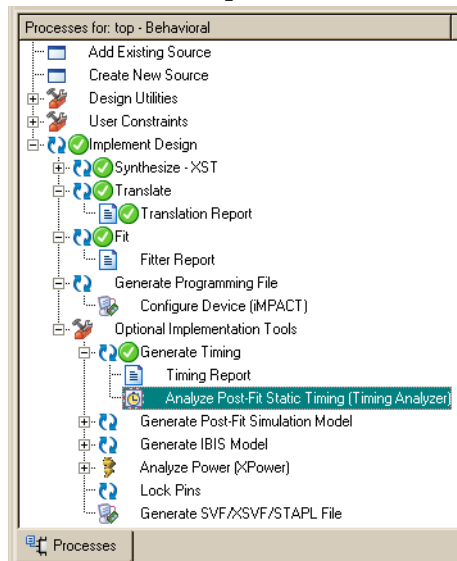 Processes for: top - Behavioral
Add Existing Source
Create New Source
Design Utilities
User Constraints
Implement Design
Synthesize - XST
Translate
Translation Report
Fit
Fitter Report
Generate Programming File
Configure Device (iMPACT)
Optional Implementation Tools
Generate Timing
Timing Report
Analyze Post-Fit Static Timing (Timing Analyzer)
Generate Post-Fit Simulation Model
Generate IBIS Model
Analyze Power (XPower)
Lock Pins
Generate SVF/XSVF/STAPL File
Processes